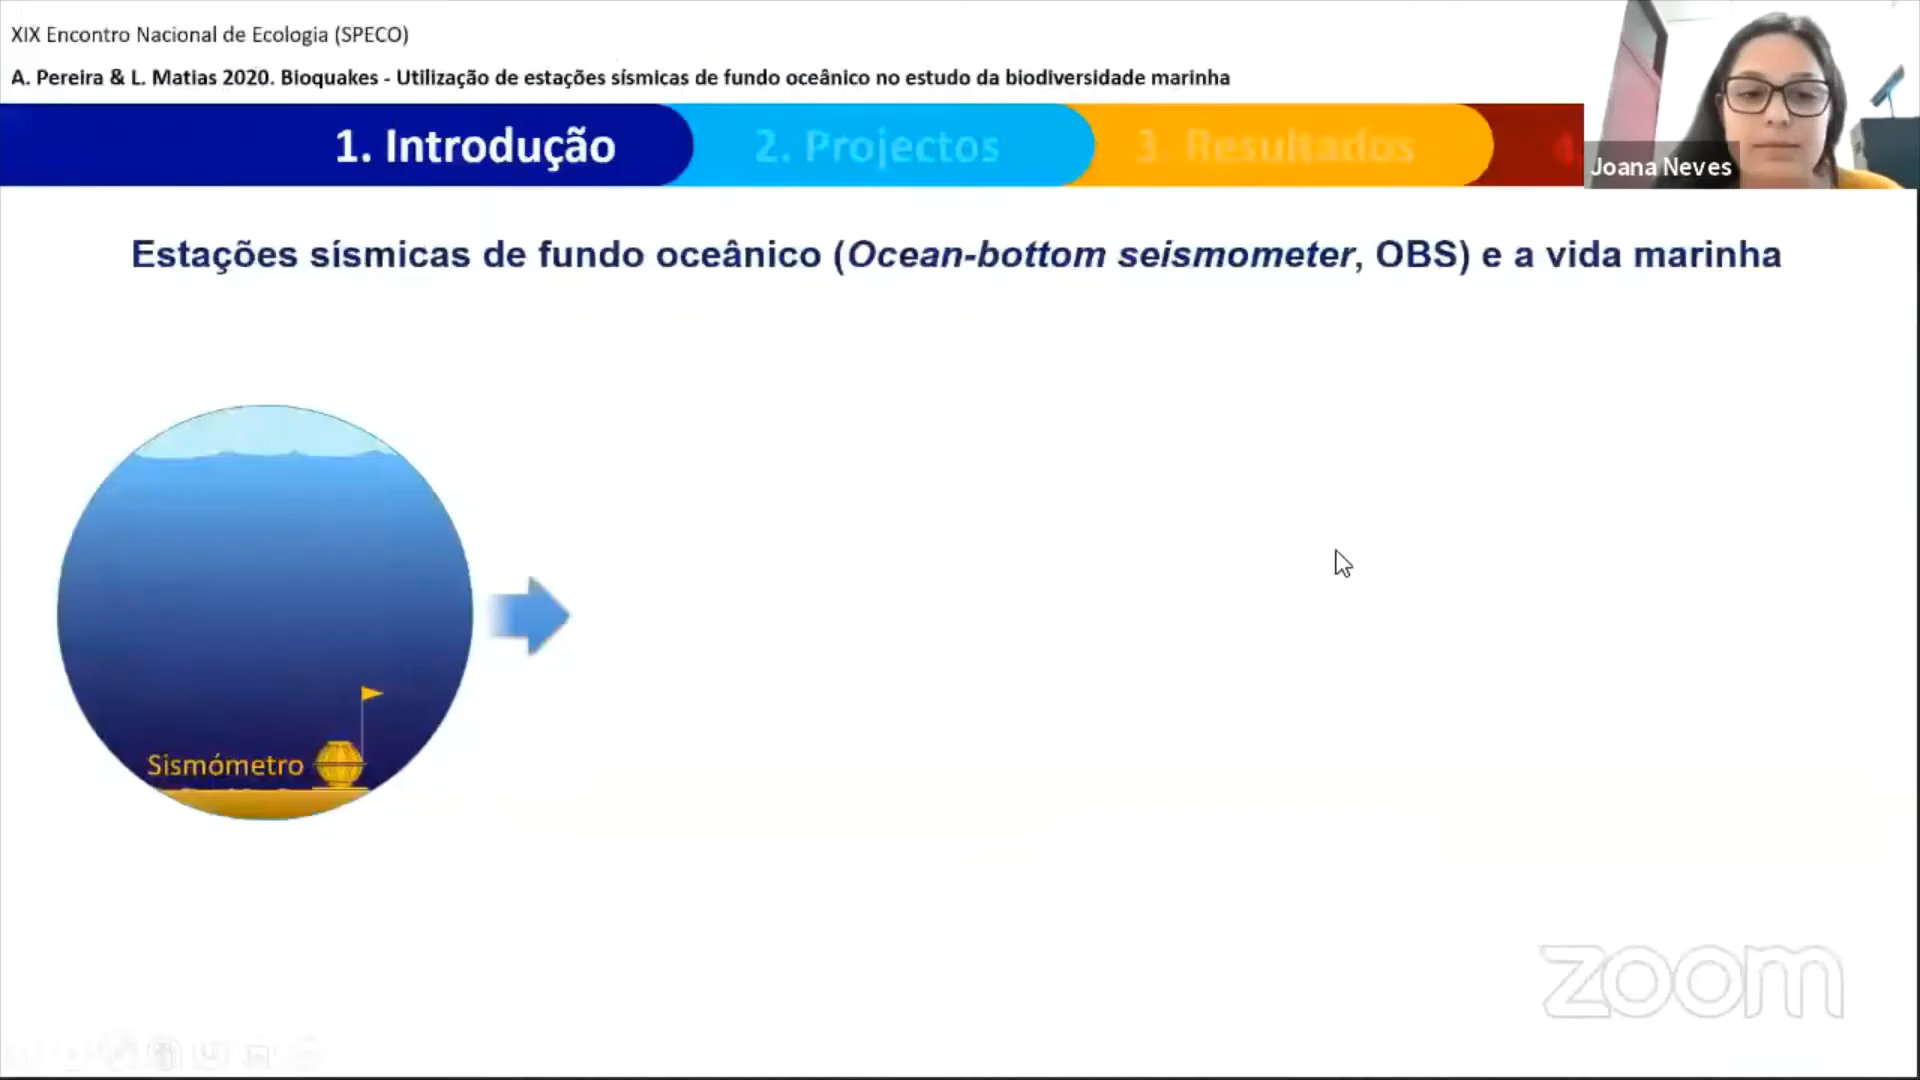 XIX Encontro Nacional de Ecologia (SPECO)
A. Pereira & L. Matias 2020. Bioquakes - Utilização de estações sísmicas de fundo oceânico no estudo da biodiversidade marinha
1. Introdução
2. Projectos
3. Resultados
4.
Joana Neves
Estações sísmicas de fundo oceânico (Ocean-bottom seismometer, OBS) e a vida marinha
Sismómetro
zoom